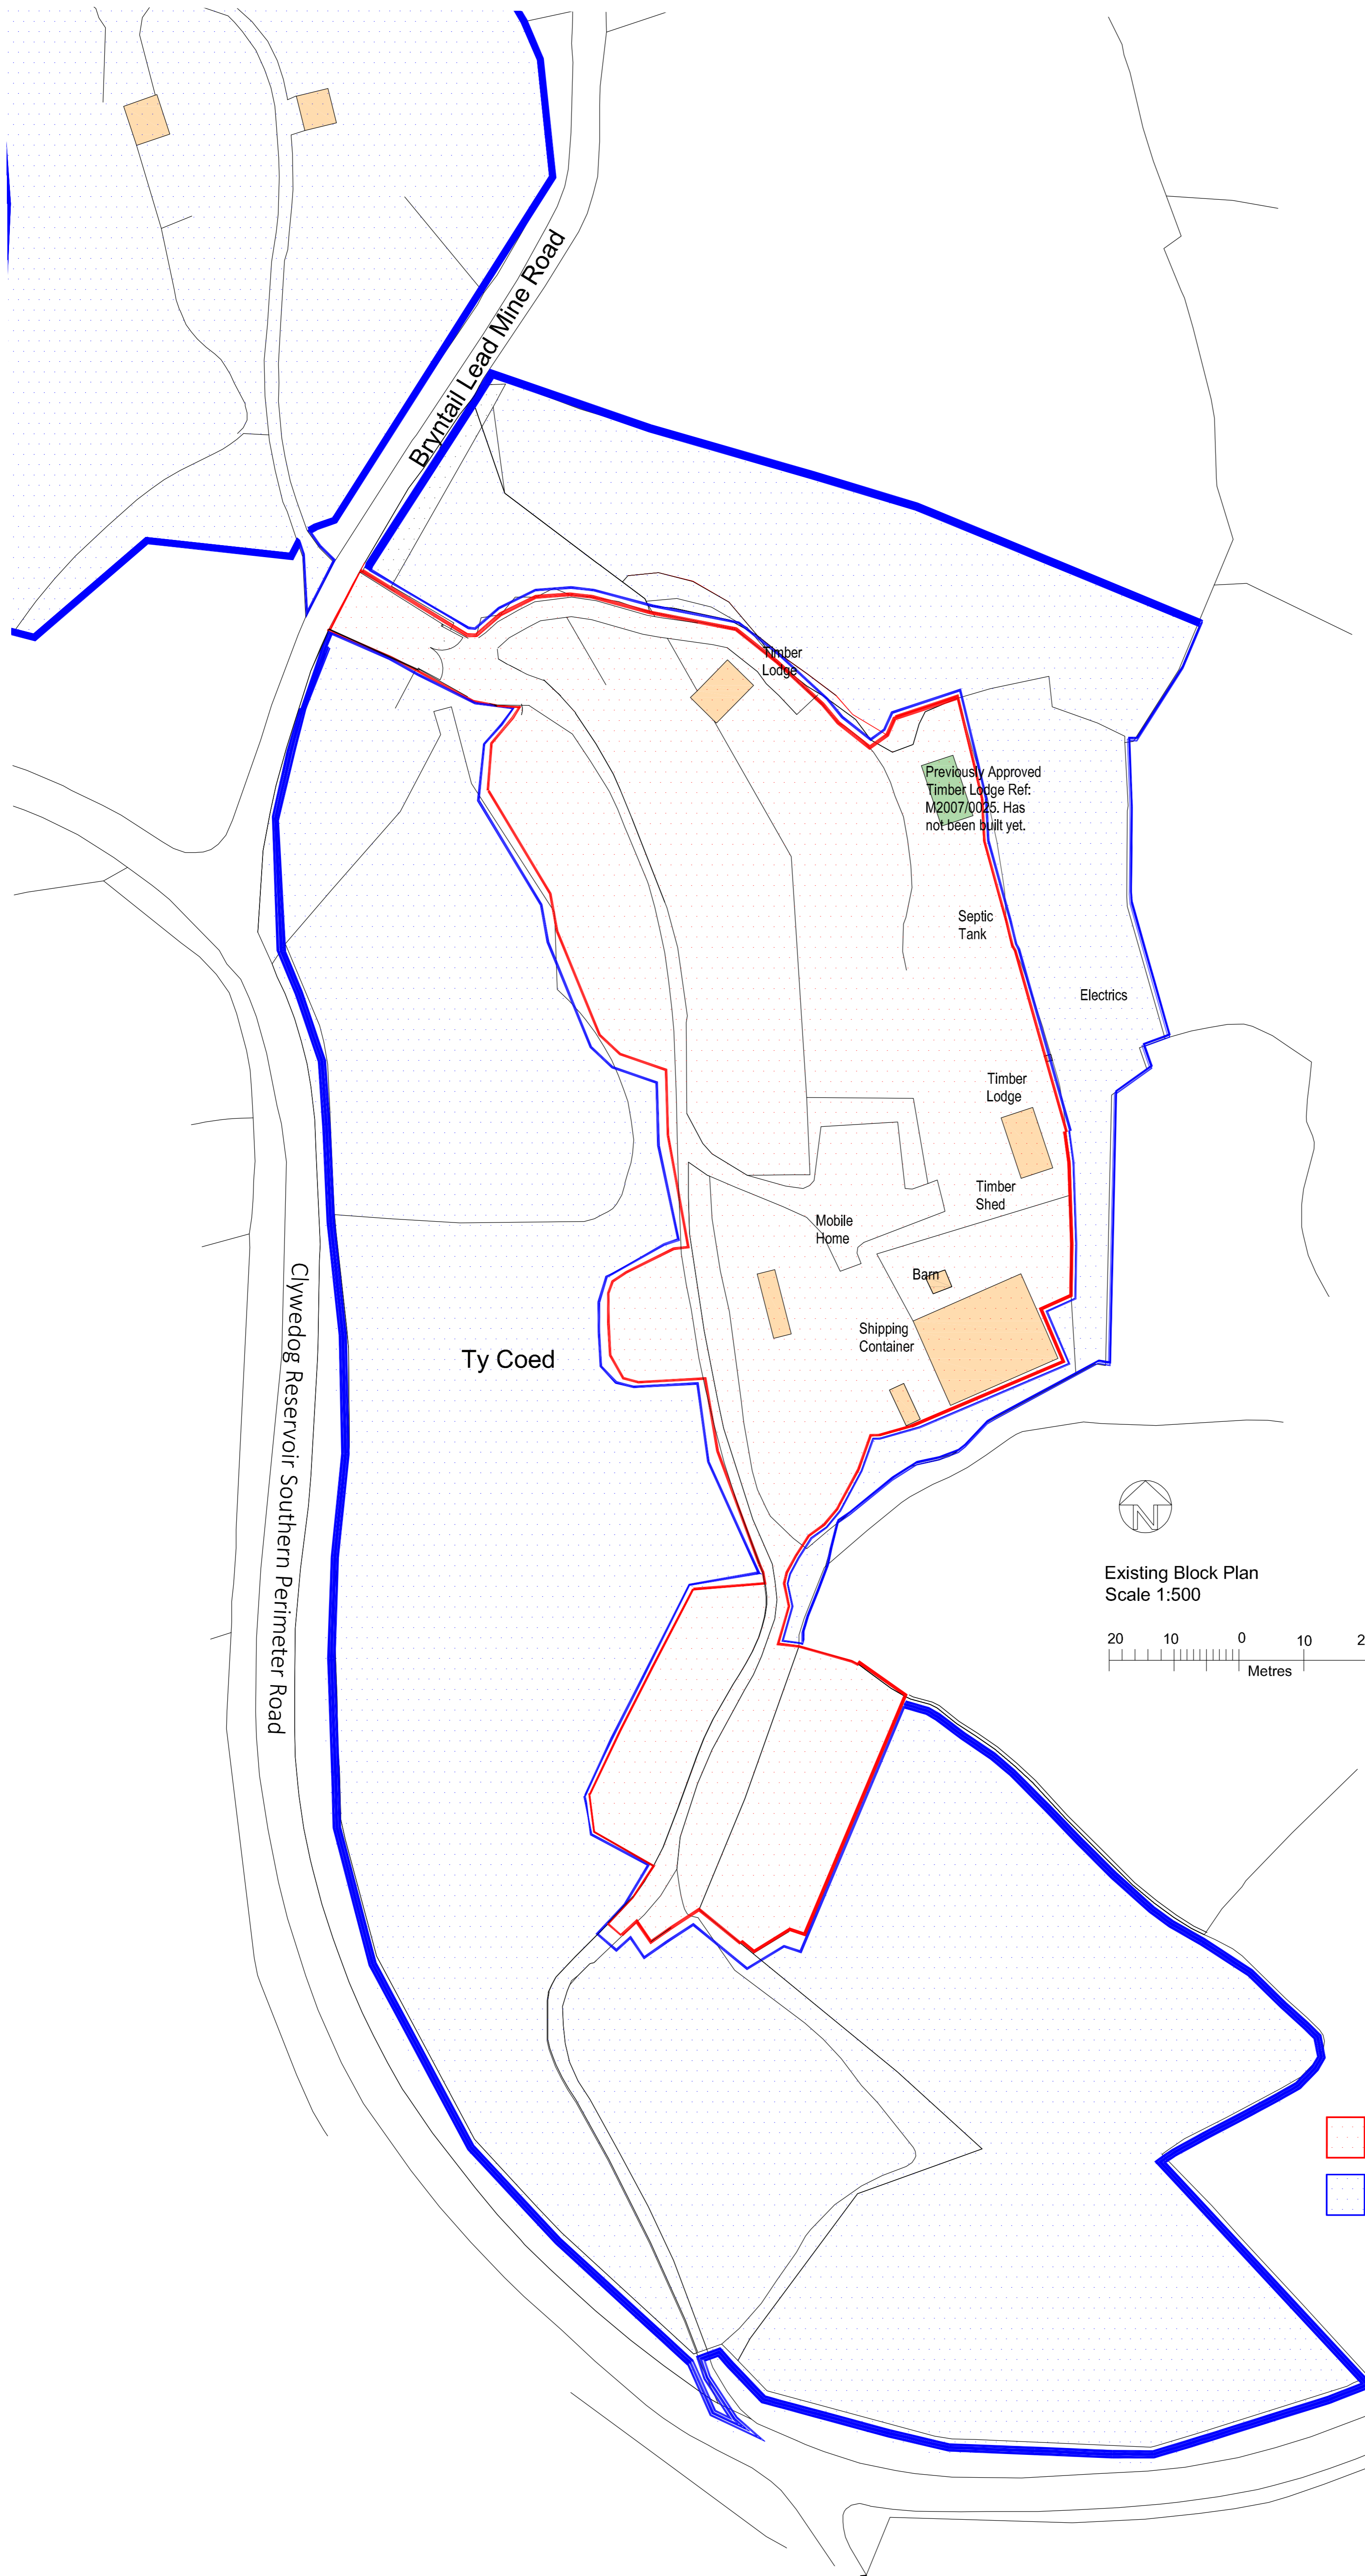 Bryntail Lead Mine Road
Timber
Lodge
Previously Approved
Timber Lodge Ref:
M2007/0025. Has
not been built yet.
Septic
Tank
Electrics
Timber
Lodge
Timber
Shed
Mobile
Home
Barn
Shipping
Container
Ty Coed
Clywedog Reservoir Southern Perimeter Road
N
Existing Block Plan
Scale 1:500
20 10 0 10 2
Metres